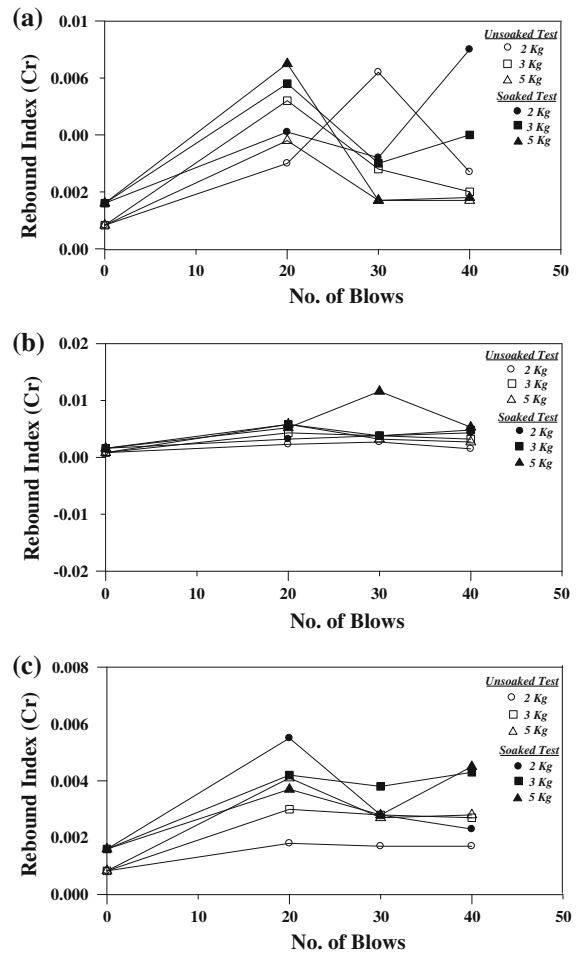 (a)
0.01
0.006
0.00
0.002
0.00
Rebound Index (Cr)
Unsoaked Test
2 Kg
3 Kg
5 Kg
Soaked Test
2 Kg
3 Kg
5 Kg
0 10 20 30 40 50
No. of Blows
(b)
0.02
0.01
0.00
-0.01
-0.02
Rebound Index (Cr)
Unsoaked Test
2 Kg
3 Kg
5 Kg
Soaked Test
2 Kg
3 Kg
5 Kg
0 10 20 30 40 50
No. of Blows
(c)
0.008
0.006
0.004
0.002
0.000
Rebound Index (Cr)
Unsoaked Test
2 Kg
3 Kg
5 Kg
Soaked Test
2 Kg
3 Kg
5 Kg
0 10 20 30 40 50
No. of Blows